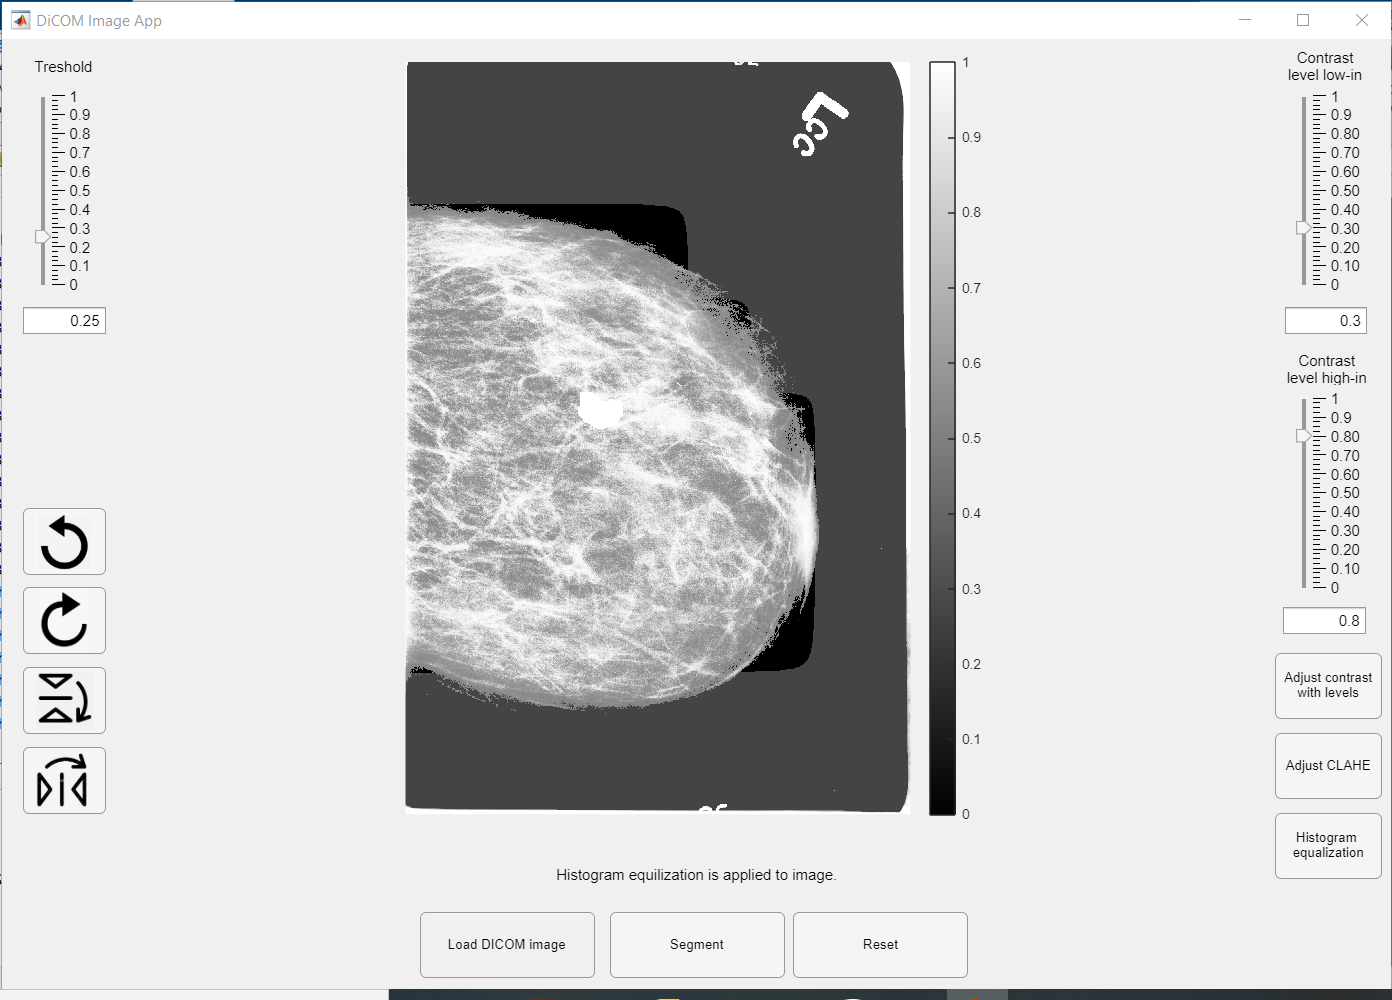 DiCOM Image App
Treshold
1
0.9
0.8
0.7
0.6
0.5
0.4
0.3
0.2
0.1
0
0.25
L
CC
1
0.9
0.8
0.7
0.6
0.5
0.4
0.3
0.2
0.1
0
Contrast
level low-in
1
0.9
0.80
0.70
0.60
0.50
0.40
0.30
0.20
0.10
0
0.3
Contrast
level high-in
1
0.9
0.80
0.70
0.60
0.50
0.40
0.30
0.20
0.10
0
0.8
Adjust contrast
with levels
Adjust CLAHE
Histogram
equalization
Histogram equilization is applied to image.
Load DICOM image
Segment
Reset